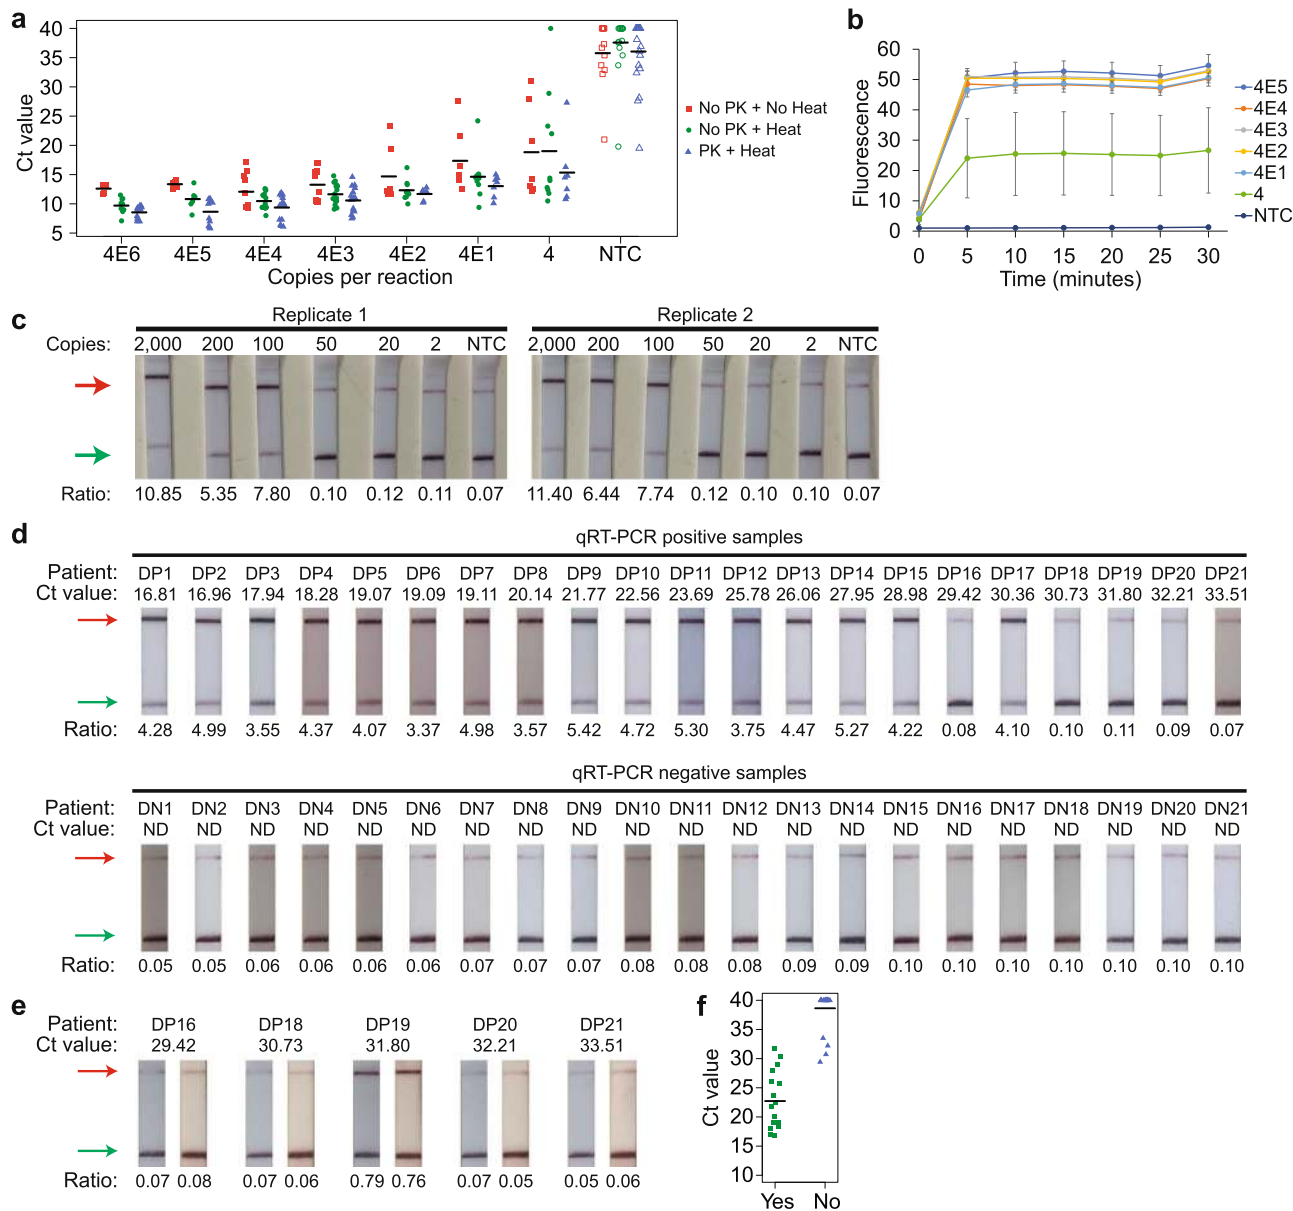 a
40
35
30
25
20
15
10
5
Ct value
4E6 4E5 4E4 4E3 4E2 4E1 4 NTC
Copies per reaction
No PK + No Heat
No PK + Heat
PK + Heat
b
60
50
40
30
20
10
0
Fluorescence
0 5 10 15 20 25 30
Time (minutes)
4E5
4E4
4E3
4E2
4E1
4
NTC
c
Replicate 1 Replicate 2
Copies: 2,000 200 100 50 20 2 NTC 2,000 200 100 50 20 2 NTC
Ratio: 10.85 5.35 7.80 0.10 0.12 0.11 0.07 11.40 6.44 7.74 0.12 0.10 0.10 0.07
d
qRT-PCR positive samples
Patient: DP1 DP2 DP3 DP4 DP5 DP6 DP7 DP8 DP9 DP10 DP11 DP12 DP13 DP14 DP15 DP16 DP17 DP18 DP19 DP20 DP21
Ct value: 16.81 16.96 17.94 18.28 19.07 19.09 19.11 20.14 21.77 22.56 23.69 25.78 26.06 27.95 28.98 29.42 30.36 30.73 31.80 32.21 33.51
Ratio: 4.28 4.99 3.55 4.37 4.07 3.37 4.98 3.57 5.42 4.72 5.30 3.75 4.47 5.27 4.22 0.08 4.10 0.10 0.11 0.09 0.07
qRT-PCR negative samples
Patient: DN1 DN2 DN3 DN4 DN5 DN6 DN7 DN8 DN9 DN10 DN11 DN12 DN13 DN14 DN15 DN16 DN17 DN18 DN19 DN20 DN21
Ct value: ND ND ND ND ND ND ND ND ND ND ND ND ND ND ND ND ND ND ND ND ND
Ratio: 0.05 0.05 0.06 0.06 0.06 0.06 0.07 0.07 0.07 0.08 0.08 0.08 0.09 0.09 0.10 0.10 0.10 0.10 0.10 0.10 0.10
e
Patient: DP16 DP18 DP19 DP20 DP21
Ct value: 29.42 30.73 31.80 32.21 33.51
Ratio: 0.07 0.08 0.07 0.06 0.79 0.76 0.07 0.05 0.05 0.06
f
40
35
30
25
20
15
10
Ct value
Yes No